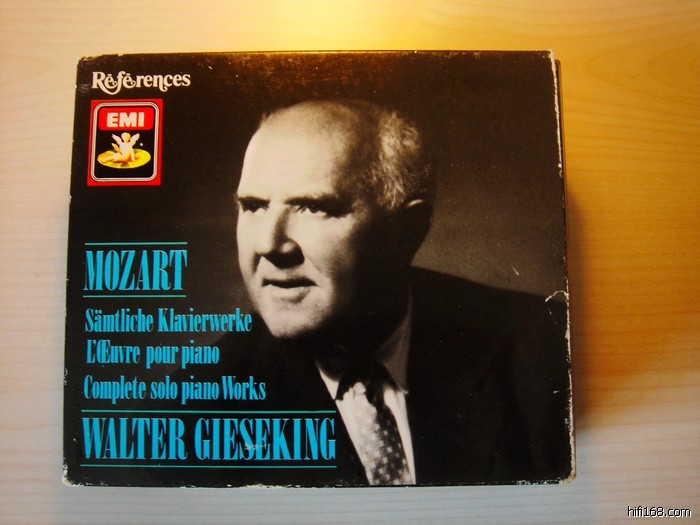 Références
EMI
MOZART
Sämtliche Klavierwerke
L'Œuvre pour piano
Complete solo piano Works
WALTER GIESEKING
hifi168.com